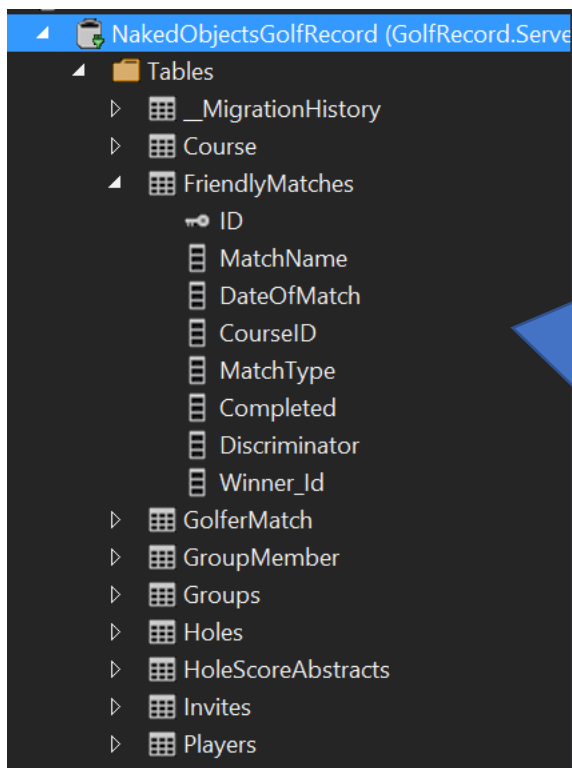 NakedObjectsGolfRecord (GolfRecord.Serve
Tables
__MigrationHistory
Course
FriendlyMatches
ID
MatchName
DateOfMatch
CourseID
MatchType
Completed
Discriminator
Winner_Id
GolferMatch
GroupMember
Groups
Holes
HoleScoreAbstracts
Invites
Players